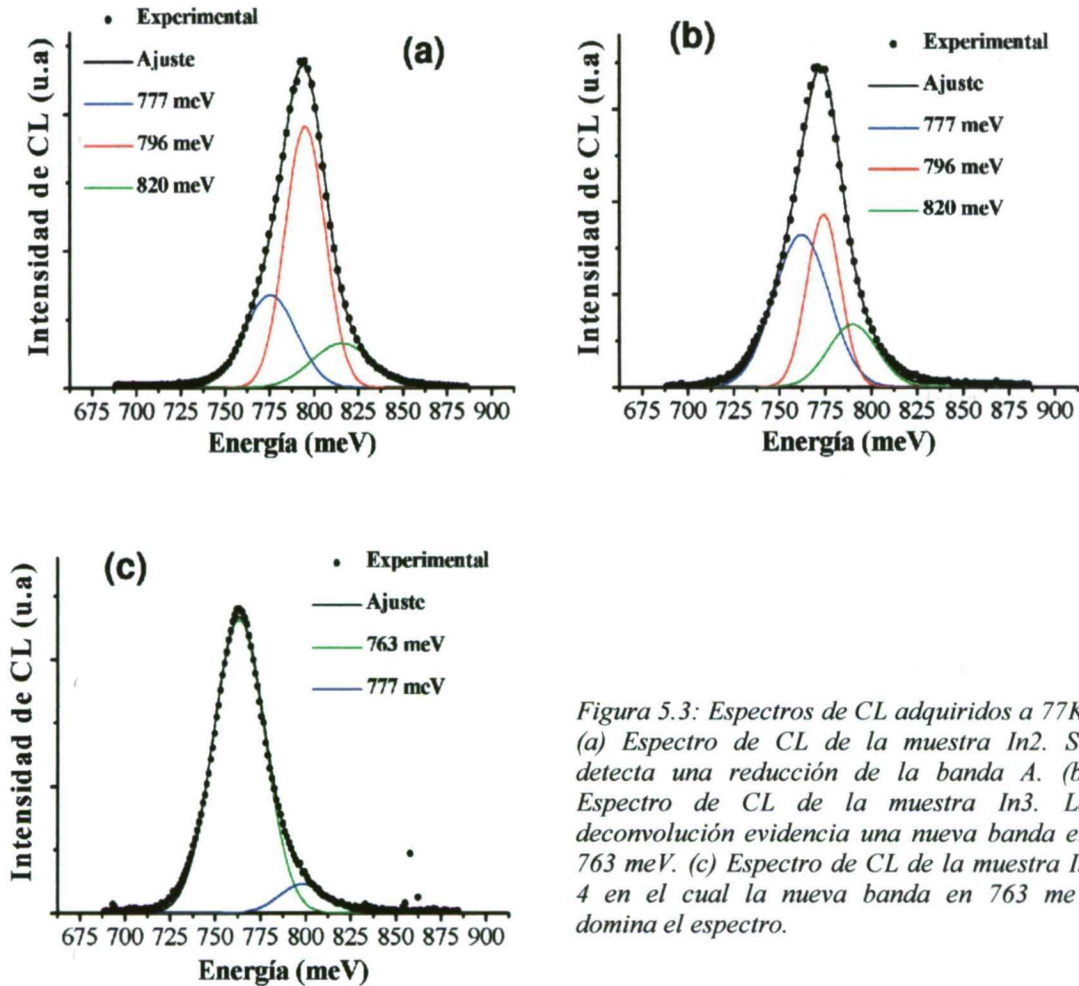 Experimental
Ajuste
777 meV
796 meV
820 meV
(a)
Intensidad de CL (u.a)
675 700 725 750 775 800 825 850 875 900
Energía (meV)
(b)
Experimental
Ajuste
777 meV
796 meV
820 meV
Intensidad de CL (u.a)
675 700 725 750 775 800 825 850 875 900
Energía (meV)
(c)
Experimental
Ajuste
763 meV
777 meV
Intensidad de CL (u.a)
675 700 725 750 775 800 825 850 875 900
Energía (meV)
Figura 5.3: Espectros de CL adquiridos a 77K
(a) Espectro de CL de la muestra In2. S
detecta una reducción de la banda A. (b
Espectro de CL de la muestra In3. L
deconvolución evidencia una nueva banda e
763 meV. (c) Espectro de CL de la muestra I
4 en el cual la nueva banda en 763 me
domina el espectro.